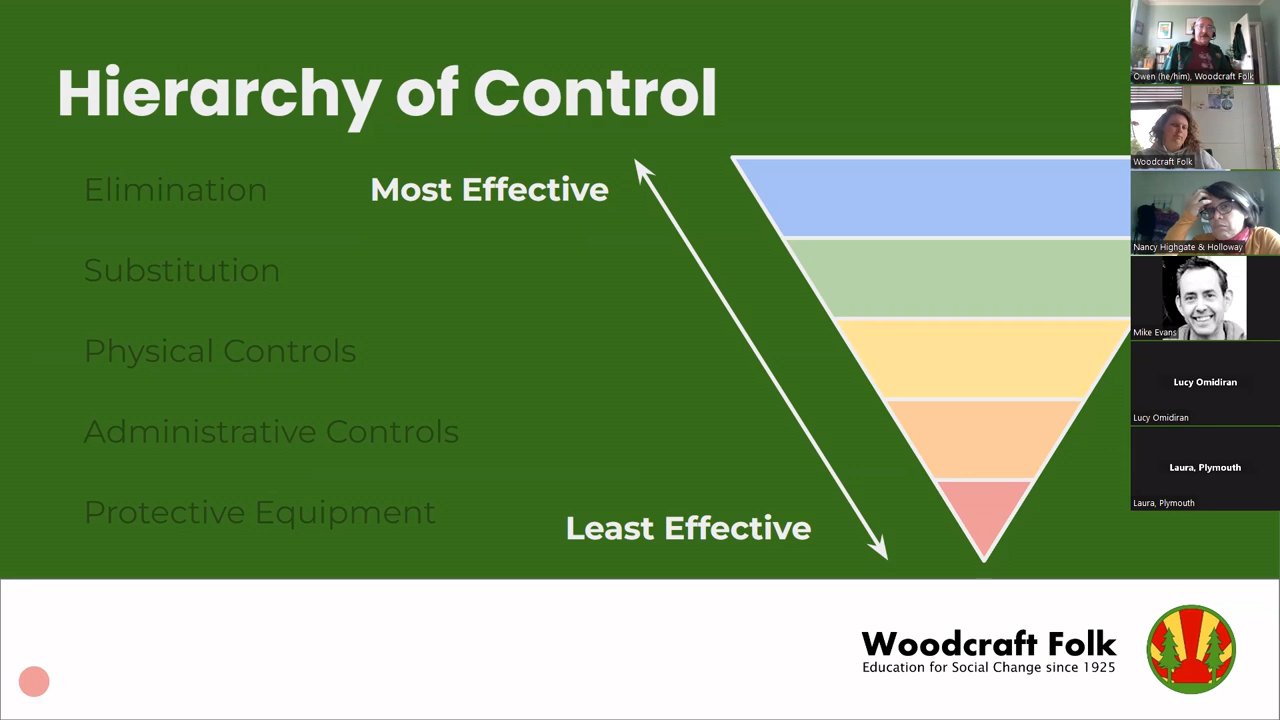 Hierarchy of Control
Elimination
Most Effective
Substitution
Physical Controls
Administrative Controls
Protective Equipment
Least Effective
Woodcraft Folk
Education for Social Change since 1925
Owen (he/him), Woodcraft Folk
Woodcraft Folk
Nancy Highgate & Holloway
Mike Evans
Lucy Omidiran
Lucy Omidiran
Laura, Plymouth
Laura, Plymouth